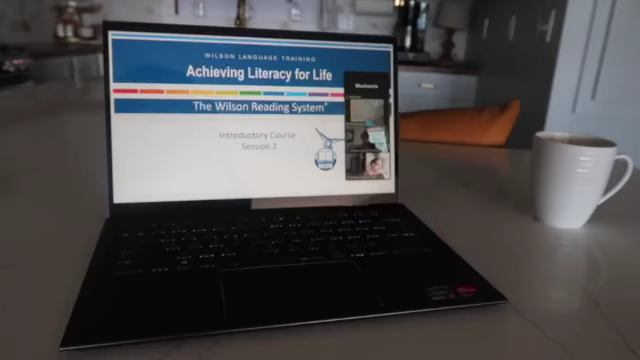 WILSON LANGUAGE TRAINING
Achieving Literacy for Life
The Wilson Reading System®
Introductory Course
Session 2